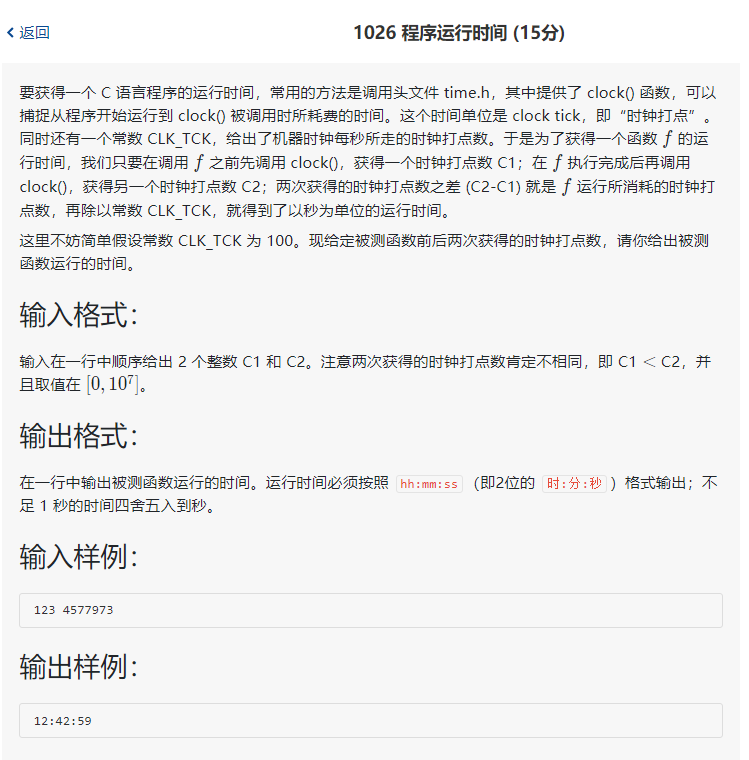 返回
1026 程序运行时间 (15分)
要获得一个 C 语言程序的运行时间，常用的方法是调用头文件 time.h，其中提供了 clock() 函数，可以
捕捉从程序开始运行到 clock() 被调用时所耗费的时间。这个时间单位是 clock tick，即“时钟打点”。
同时还有一个常数 CLK_TCK，给出了机器时钟每秒所走的时钟打点数。于是为了获得一个函数 f 的运
行时间，我们只要在调用 f 之前先调用 clock()，获得一个时钟打点数 C1；在 f 执行完成后再调用
clock()，获得另一个时钟打点数 C2；两次获得的时钟打点数之差 (C2-C1) 就是 f 运行所消耗的时钟打
点数，再除以常数 CLK_TCK，就得到了以秒为单位的运行时间。
这里不妨简单假设常数 CLK_TCK 为 100。现给定被测函数前后两次获得的时钟打点数，请你给出被测
函数运行的时间。
输入格式：
输入在一行中顺序给出 2 个整数 C1 和 C2。注意两次获得的时钟打点数肯定不相同，即 C1 < C2，并
且取值在 [0, 10⁷]。
输出格式：
在一行中输出被测函数运行的时间。运行时间必须按照 hh:mm:ss （即2位的 时:分:秒 ）格式输出；不
足 1 秒的时间四舍五入到秒。
输入样例：
123 4577973
输出样例：
12:42:59